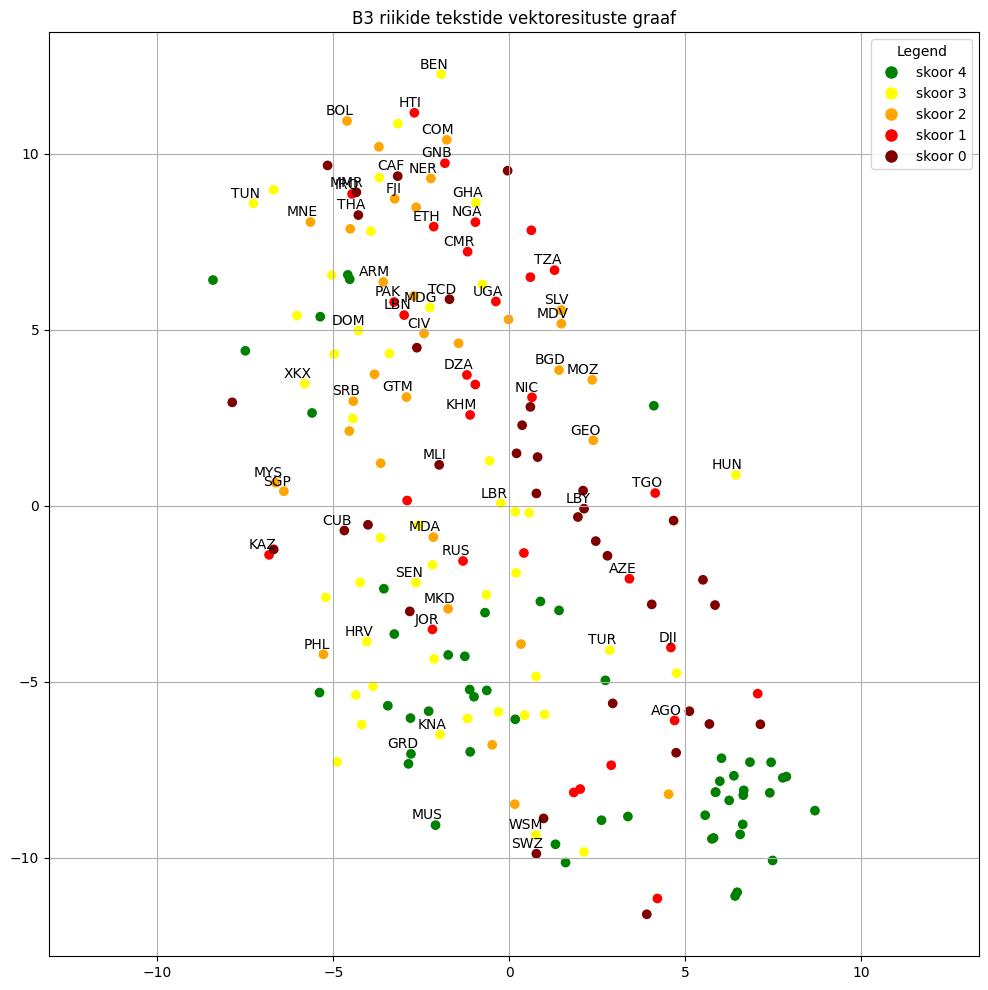 B3 riikide tekstide vektoresituste graaf
Legend
skoor 4
skoor 3
skoor 2
skoor 1
skoor 0
BEN
HTI
BOL
COM
GNB
CAF
NER
MMR
FJI
TUN
GHA
THA
MNE
ETH
NGA
CMR
TZA
ARM
PAK
MDG
TCD
UGA
SLV
LBN
MDV
DOM
CIV
DZA
BGD
MOZ
XKX
SRB
GTM
NIC
KHM
GEO
MLI
HUN
MYS
SGP
LBR
LBY
TGO
CUB
MDA
KAZ
RUS
SEN
AZE
MKD
JOR
HRV
TUR
DJI
PHL
KNA
AGO
GRD
MUS
WSM
SWZ
10
5
0
−5
−10
−10
−5
0
5
10